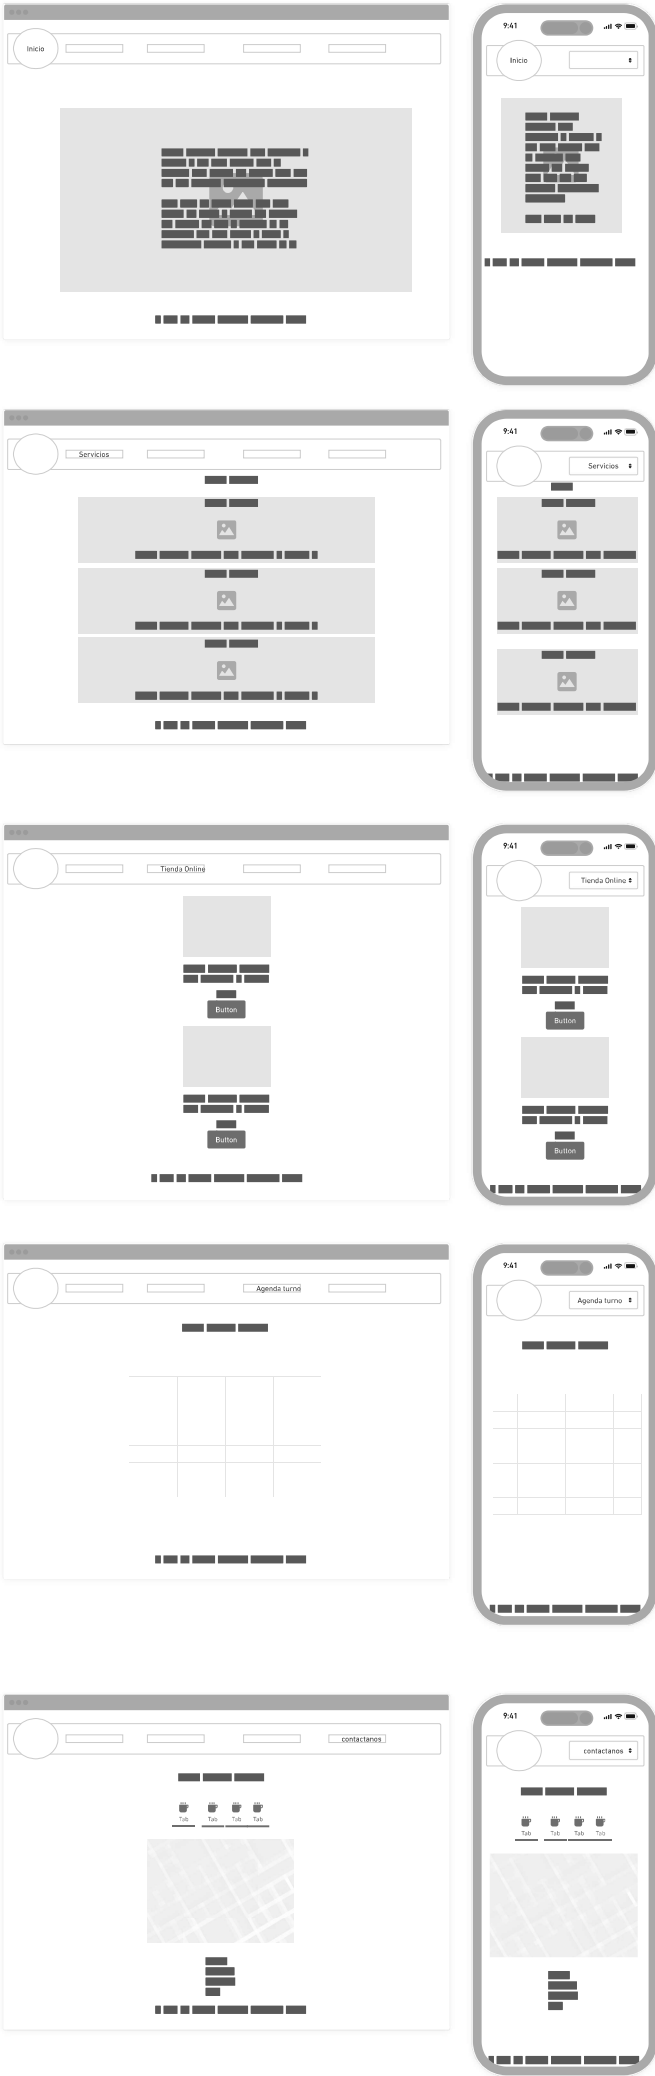 Inicio
9:41
Inicio
Servicios
9:41
Servicios
Tienda Online
Button
Button
9:41
Tienda Online
Button
Button
Agenda turno
9:41
Agenda turno
contactanos
Tab Tab Tab Tab
9:41
contactanos
Tab Tab Tab Tab